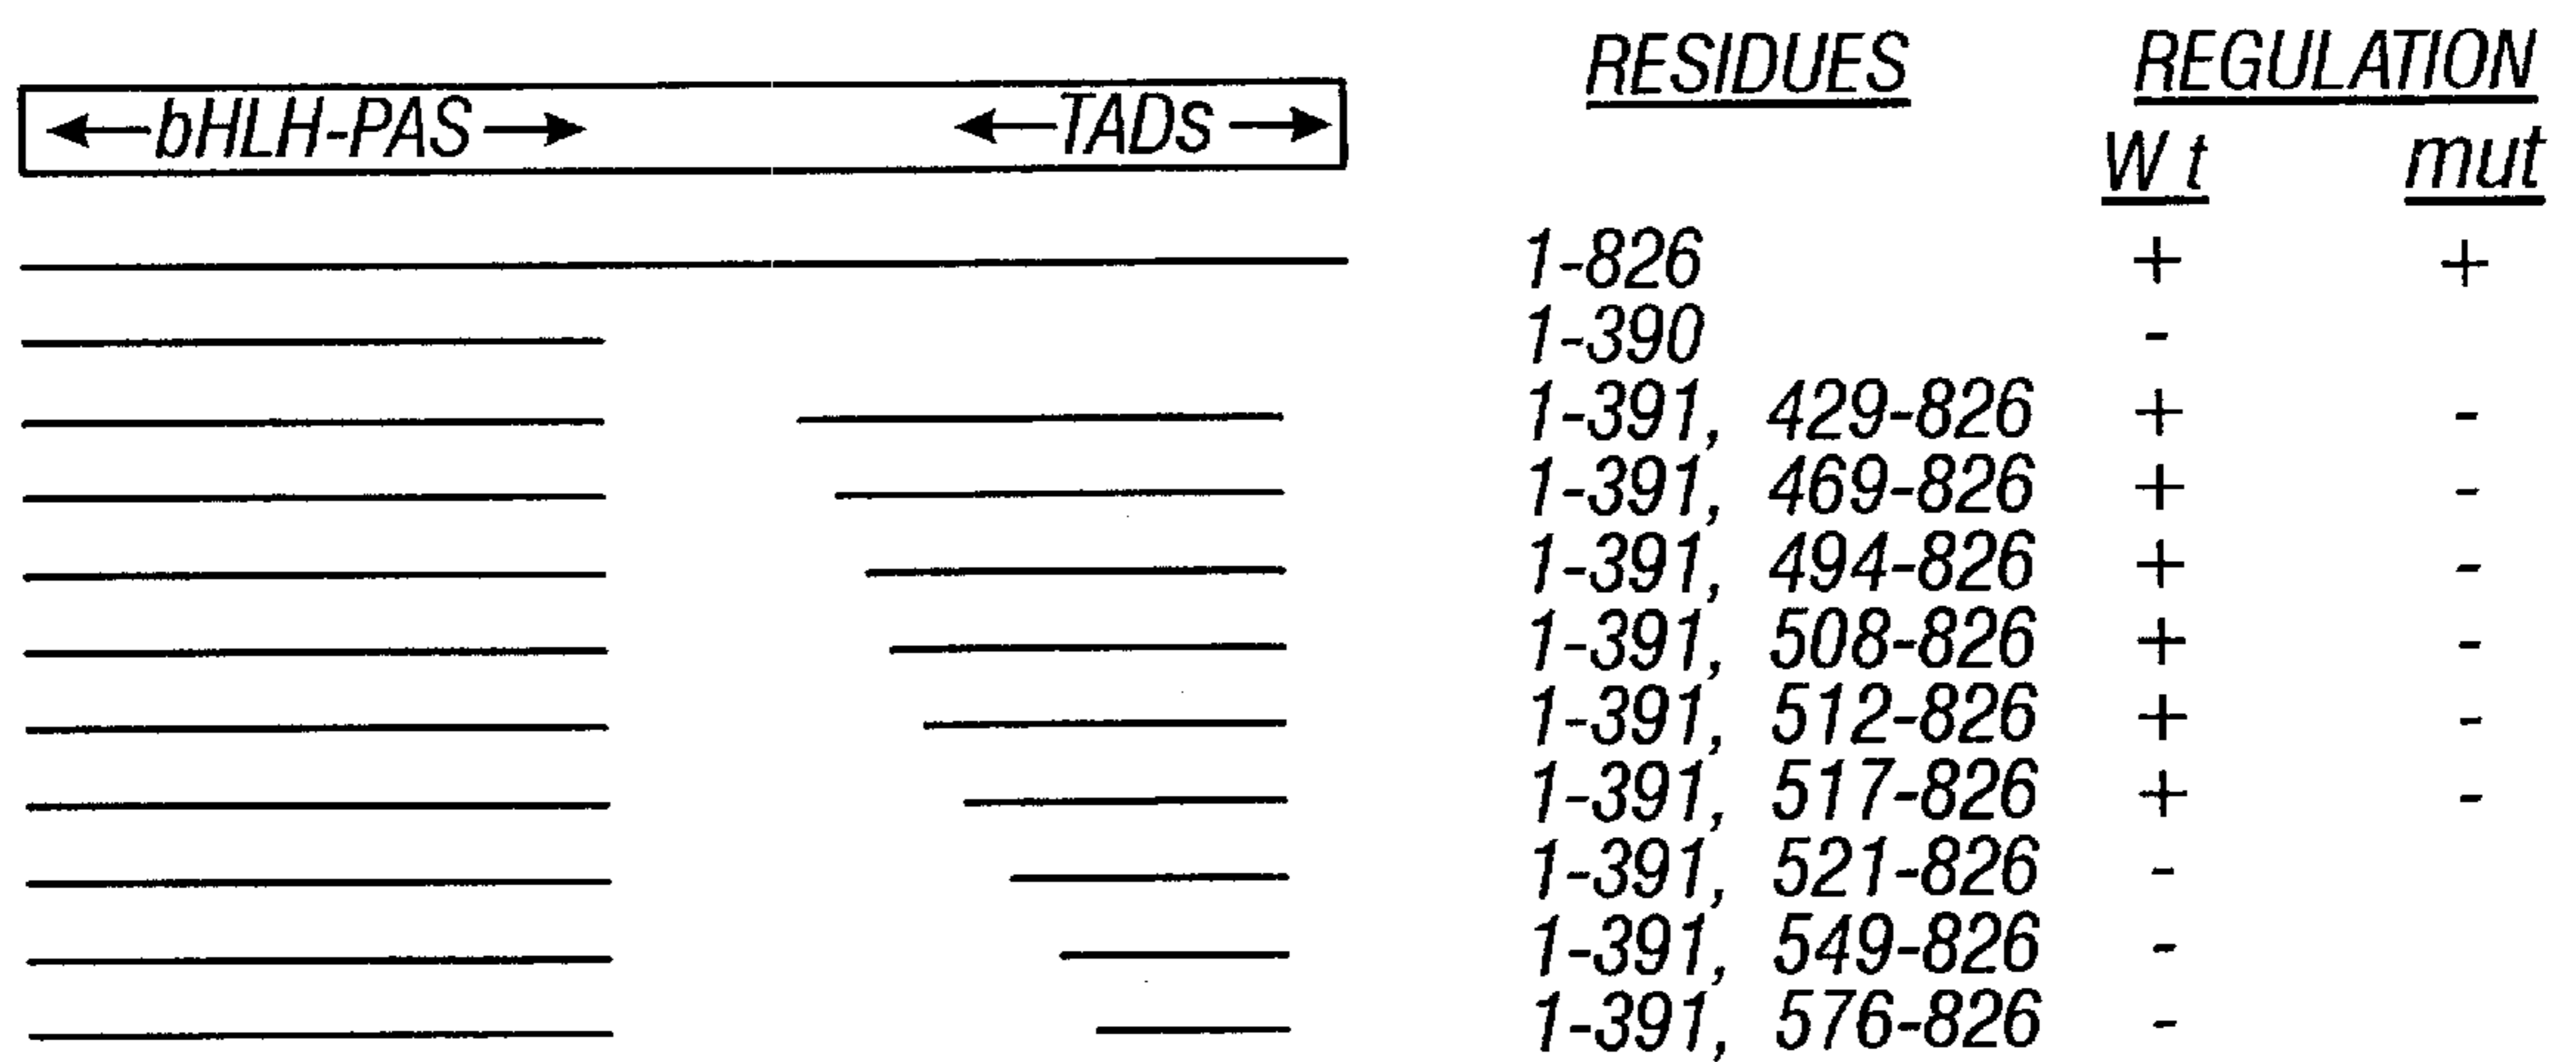 RESIDUES REGULATION
bHLH-PAS TADs
Wt mut
1-826 + +
1-390 -
1-391, 429-826 + -
1-391, 469-826 + -
1-391, 494-826 + -
1-391, 508-826 + -
1-391, 512-826 + -
1-391, 517-826 + -
1-391, 521-826 -
1-391, 549-826 -
1-391, 576-826 -